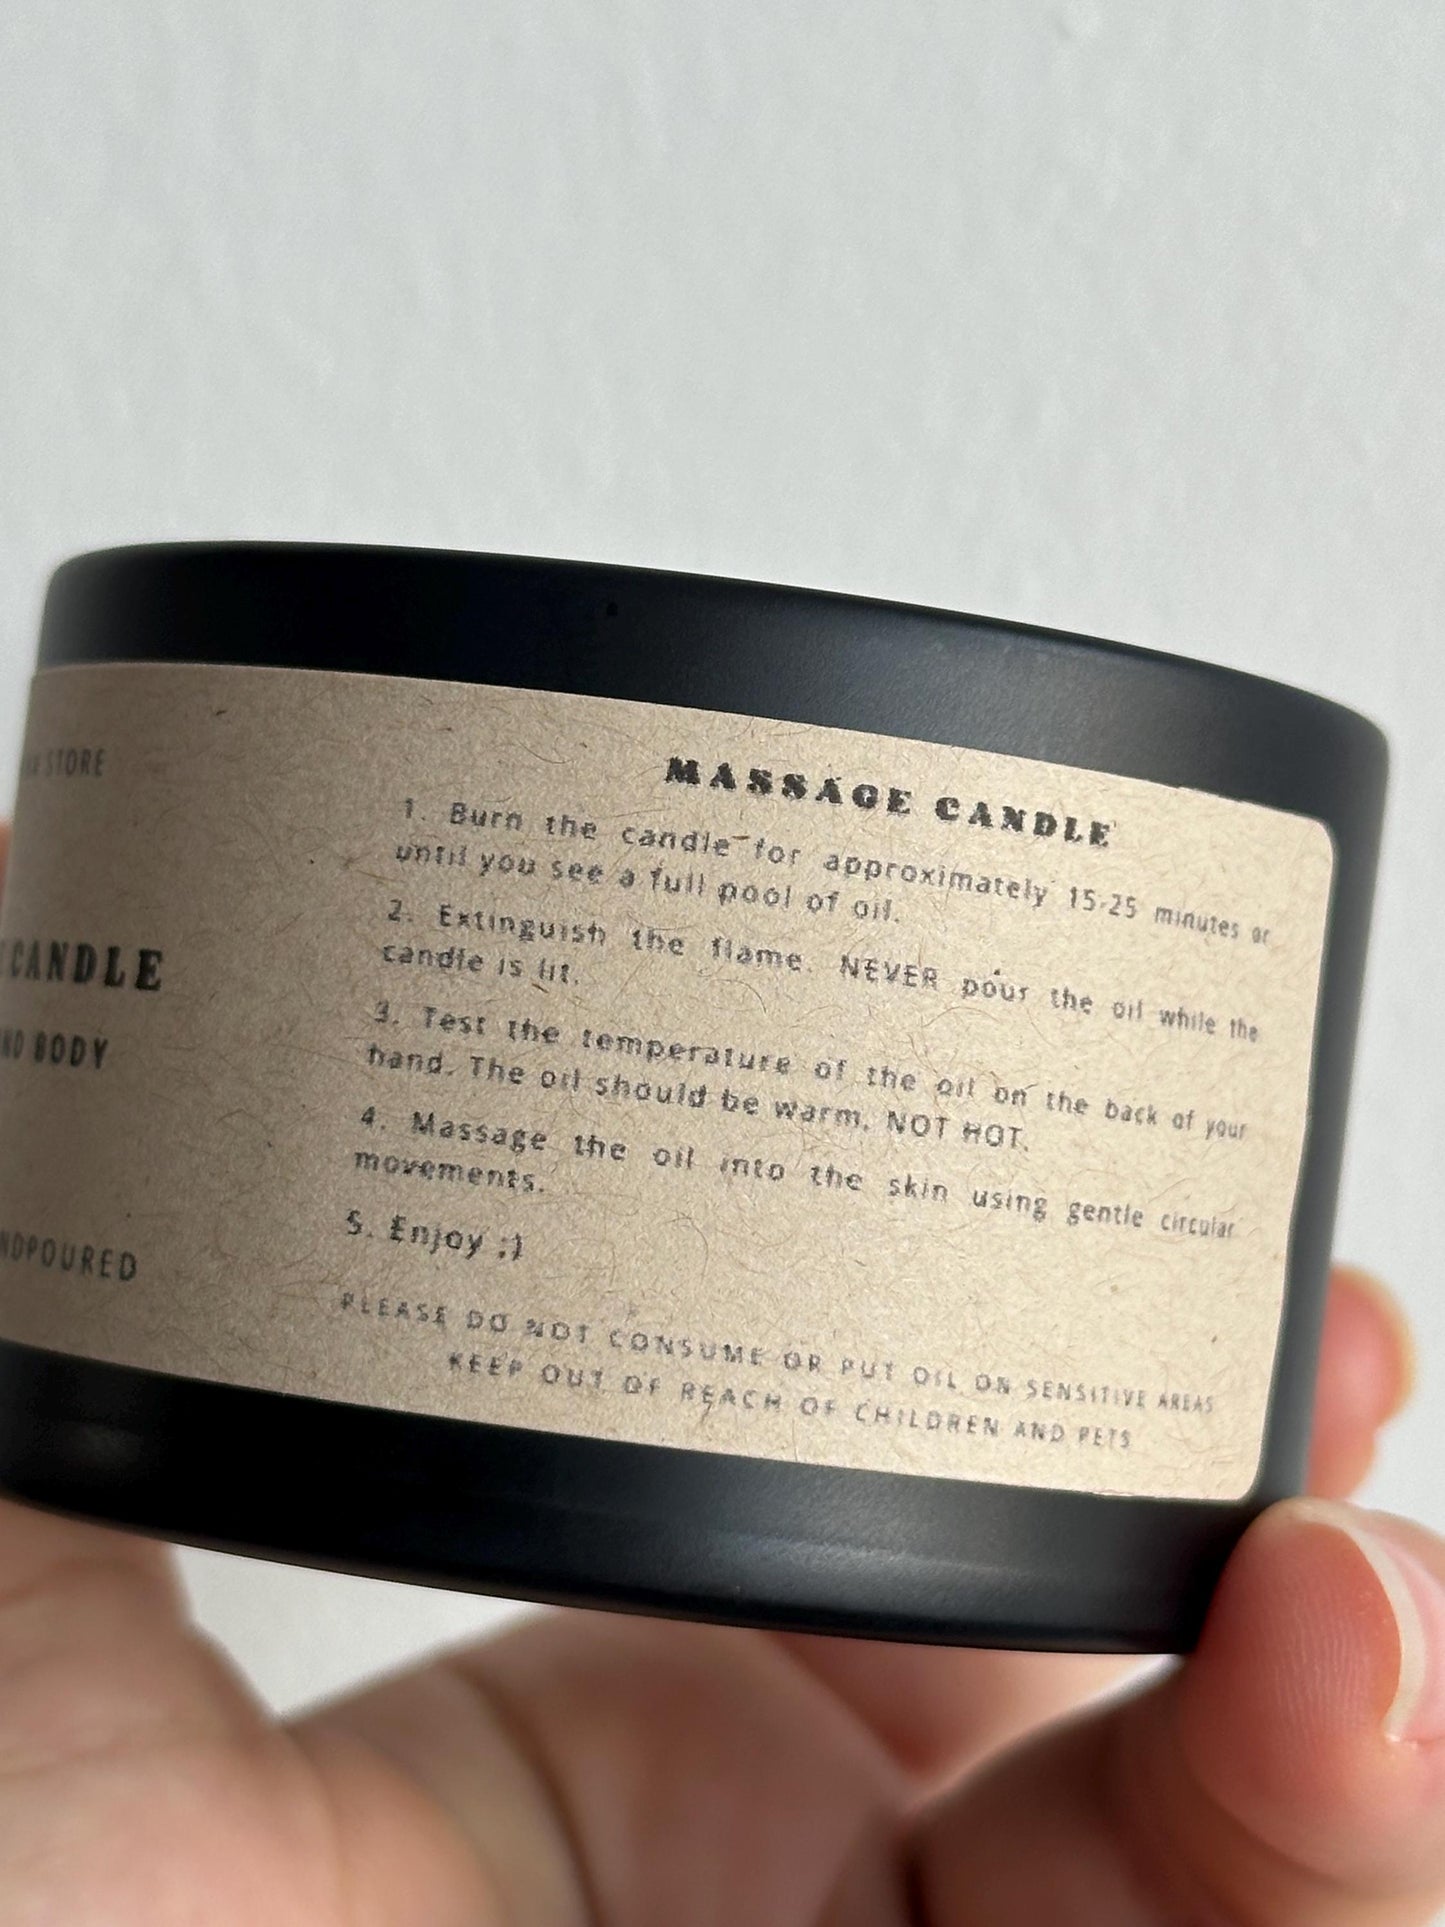 STORE
CANDLE
BODY
MASSAGE CANDLE
1. Burn the candle for approximately 15-25 minutes or
until you see a full pool of oil.
2. Extinguish the flame. NEVER pour the oil while the
candle is lit.
3. Test the temperature of the oil on the back of your
hand. The oil should be warm, NOT HOT.
4. Massage the oil into the skin using gentle circular
movements.
5. Enjoy ;)
PLEASE DO NOT CONSUME OR PUT OIL ON SENSITIVE AREAS
KEEP OUT OF REACH OF CHILDREN AND PETS